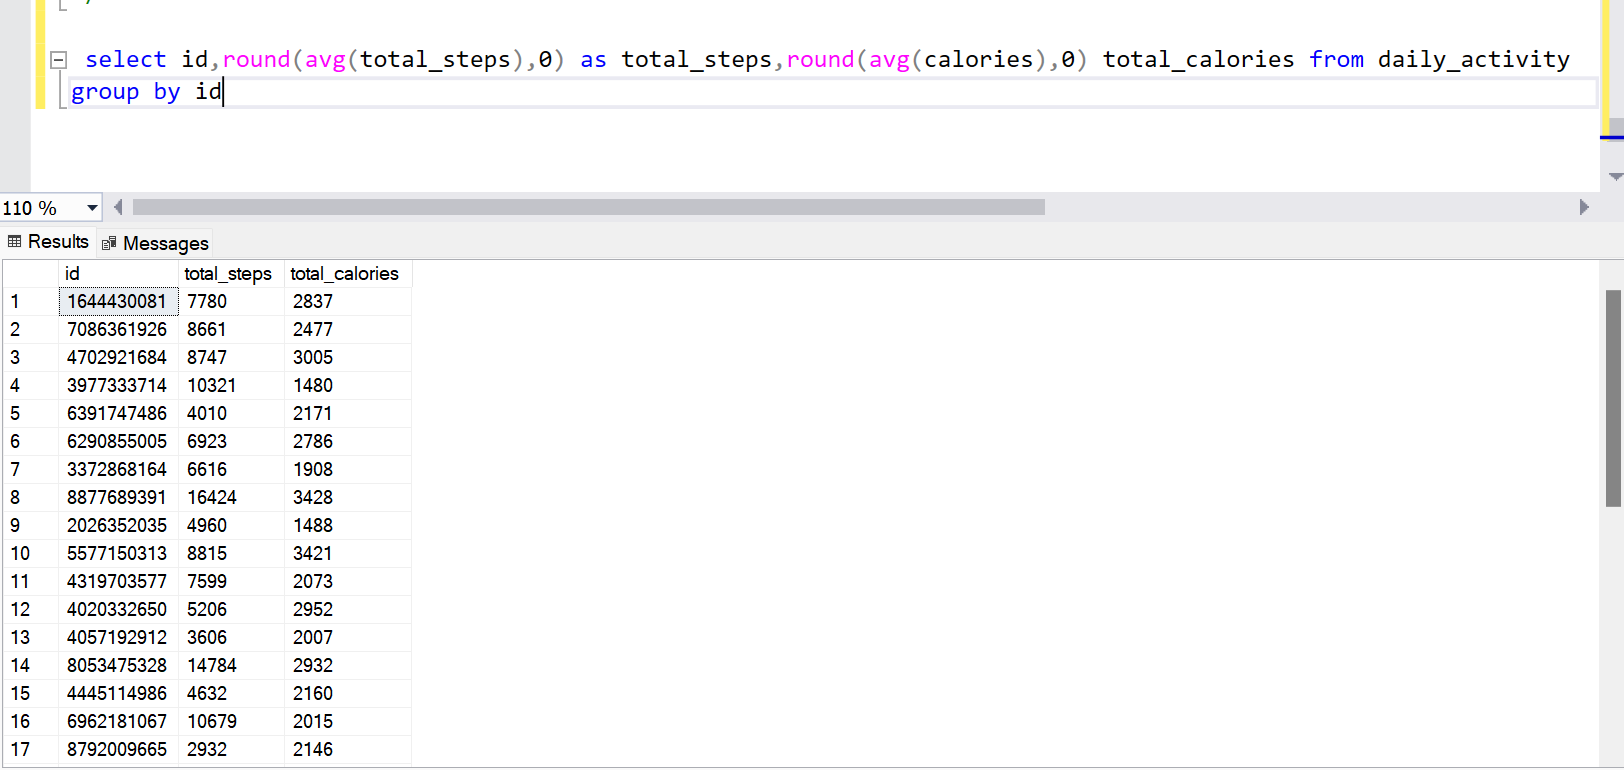 select id,round(avg(total_steps),0) as total_steps,round(avg(calories),0) total_calories from daily_activity
group by id
110 %
Results Messages
id total_steps total_calories
1 1644430081 7780 2837
2 7086361926 8661 2477
3 4702921684 8747 3005
4 3977333714 10321 1480
5 6391747486 4010 2171
6 6290855005 6923 2786
7 3372868164 6616 1908
8 8877689391 16424 3428
9 2026352035 4960 1488
10 5577150313 8815 3421
11 4319703577 7599 2073
12 4020332650 5206 2952
13 4057192912 3606 2007
14 8053475328 14784 2932
15 4445114986 4632 2160
16 6962181067 10679 2015
17 8792009665 2932 2146